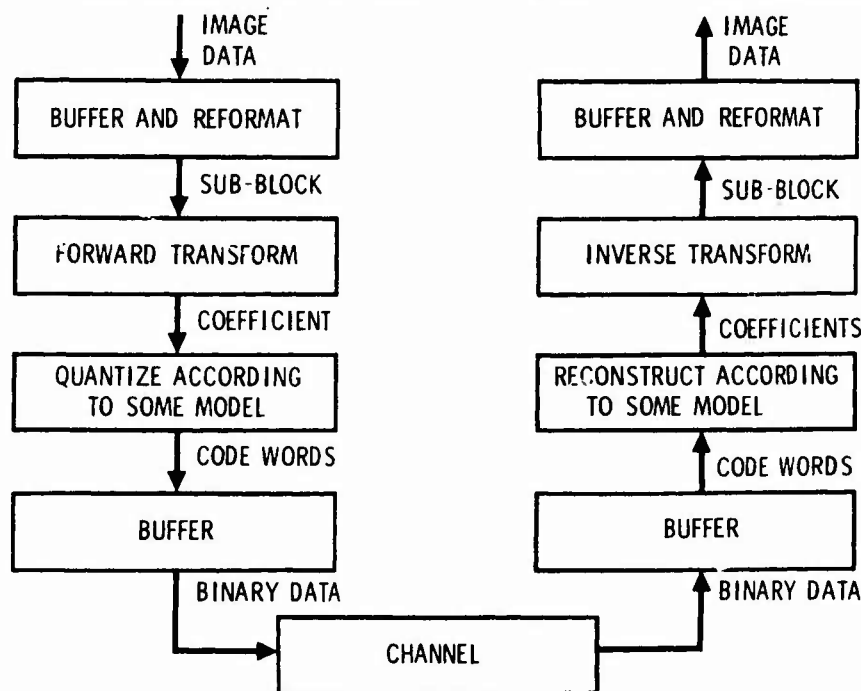 IMAGE
DATA
BUFFER AND REFORMAT
SUB-BLOCK
FORWARD TRANSFORM
COEFFICIENT
QUANTIZE ACCORDING
TO SOME MODEL
CODE WORDS
BUFFER
BINARY DATA
CHANNEL
IMAGE
DATA
BUFFER AND REFORMAT
SUB-BLOCK
INVERSE TRANSFORM
COEFFICIENTS
RECONSTRUCT ACCORDING
TO SOME MODEL
CODE WORDS
BUFFER
BINARY DATA